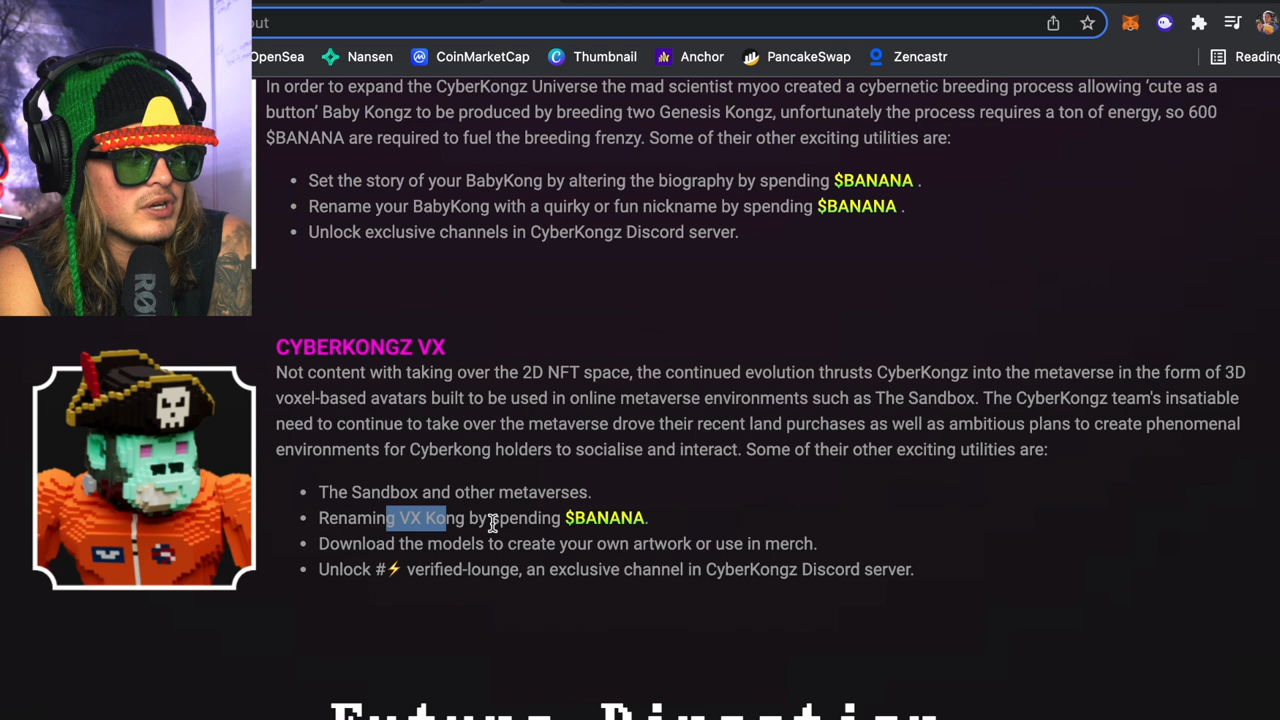 out
OpenSea Nansen CoinMarketCap Thumbnail Anchor PancakeSwap Zencastr Reading
In order to expand the CyberKongz Universe the mad scientist myoo created a cybernetic breeding process allowing ‘cute as a
button’ Baby Kongz to be produced by breeding two Genesis Kongz, unfortunately the process requires a ton of energy, so 600
$BANANA are required to fuel the breeding frenzy. Some of their other exciting utilities are:
• Set the story of your BabyKong by altering the biography by spending $BANANA .
• Rename your BabyKong with a quirky or fun nickname by spending $BANANA .
• Unlock exclusive channels in CyberKongz Discord server.
RØ
CYBERKONGZ VX
Not content with taking over the 2D NFT space, the continued evolution thrusts CyberKongz into the metaverse in the form of 3D
voxel-based avatars built to be used in online metaverse environments such as The Sandbox. The CyberKongz team's insatiable
need to continue to take over the metaverse drove their recent land purchases as well as ambitious plans to create phenomenal
environments for Cyberkong holders to socialise and interact. Some of their other exciting utilities are:
• The Sandbox and other metaverses.
• Renaming VX Kong by spending $BANANA.
• Download the models to create your own artwork or use in merch.
• Unlock #⚡ verified-lounge, an exclusive channel in CyberKongz Discord server.
Future Direction